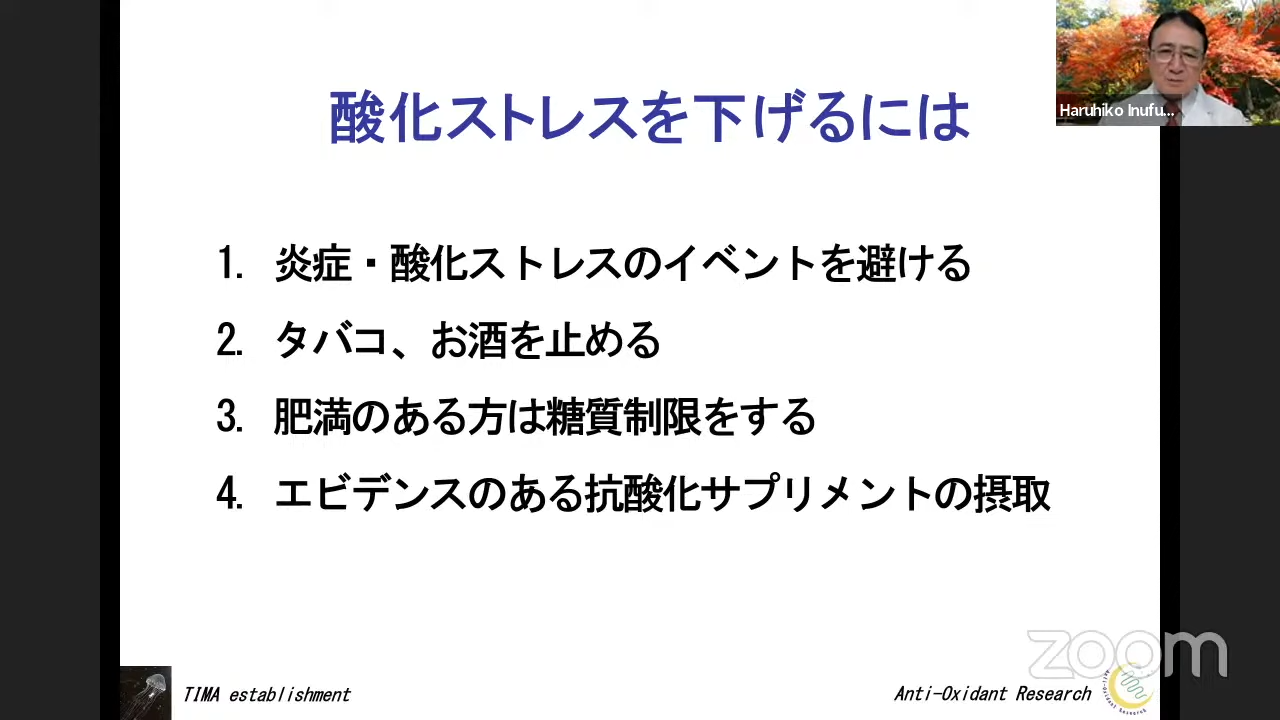 酸化ストレスを下げるには
Haruhiko Inufu...
1. 炎症・酸化ストレスのイベントを避ける
2. タバコ、お酒を止める
3. 肥満のある方は糖質制限をする
4. エビデンスのある抗酸化サプリメントの摂取
zoom
TIMA establishment
Anti-Oxidant Research